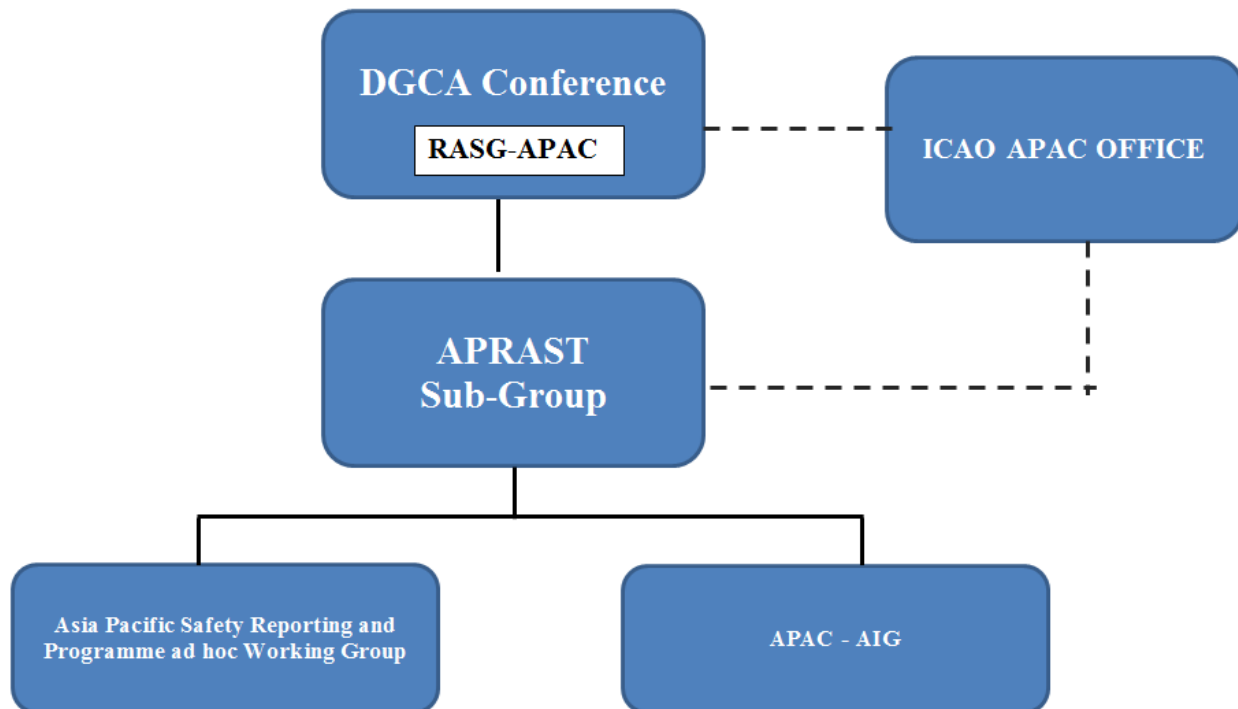 DGCA Conference
RASG-APAC
ICAO APAC OFFICE
APRAST
Sub-Group
Asia Pacific Safety Reporting and
Programme ad hoc Working Group
APAC - AIG